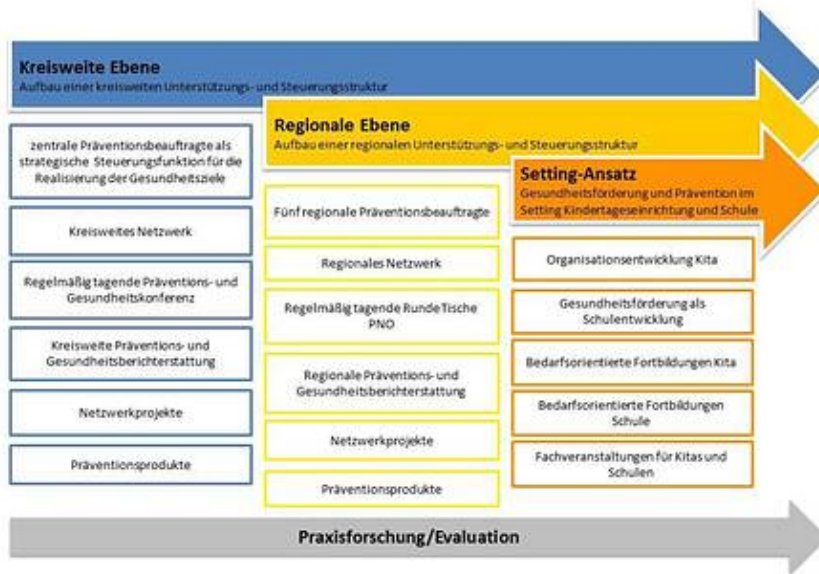 Kreisweite Ebene
Aufbau einer kreisweiten Unterstützungs- und Steuerungsstruktur
zentrale Präventionsbeauftragte als
strategische Steuerungsfunktion für die
Realisierung der Gesundheitsziele
Kreisweites Netzwerk
Regelmäßig tagende Präventions- und
Gesundheitskonferenz
Kreisweite Präventions- und
Gesundheitsberichterstattung
Netzwerkprojekte
Präventionsprodukte
Regionale Ebene
Aufbau einer regionalen Unterstützungs- und Steuerungsstruktur
Fünf regionale Präventionsbeauftragte
Regionales Netzwerk
Regelmäßig tagende Runde Tische
PNO
Regionale Präventions- und
Gesundheitsberichterstattung
Netzwerkprojekte
Präventionsprodukte
Setting-Ansatz
Gesundheitsförderung und Prävention im
Setting Kindertageseinrichtung und Schule
Organisationsentwicklung Kita
Gesundheitsförderung als
Schulentwicklung
Bedarfsorientierte Fortbildungen Kita
Bedarfsorientierte Fortbildungen
Schule
Fachveranstaltungen für Kitas und
Schulen
Praxisforschung/Evaluation